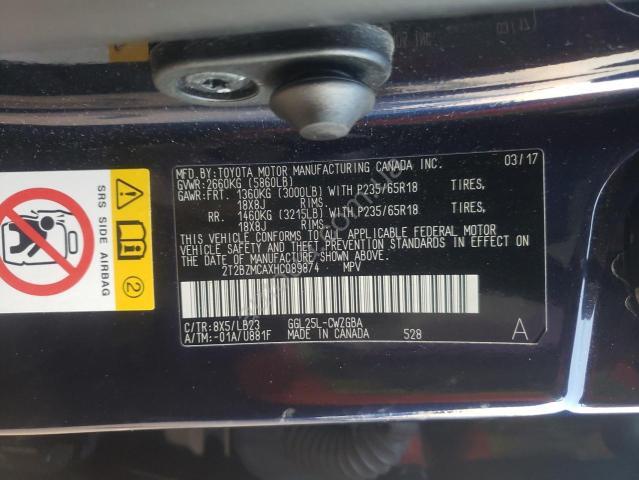 MFD. BY: TOYOTA MOTOR MANUFACTURING CANADA INC. 03/17
GVWR: 2660KG (5860LB)
GAWR: FRT. 1360KG (3000LB) WITH P235/65R18 TIRES,
18X8J RIMS.
RR. 1460KG (3215LB) WITH P235/65R18 TIRES,
18X8J RIMS.
THIS VEHICLE CONFORMS TO ALL APPLICABLE FEDERAL MOTOR
VEHICLE SAFETY AND THEFT PREVENTION STANDARDS IN EFFECT
ON THE DATE OF MANUFACTURE SHOWN ABOVE.
2T2BZMCAXHC099874 MPV
C/TR: 8X5/LB23 GGL25L-CWZGBA
A/TM: -01A/U881F MADE IN CANADA 528 A
SRS SIDE AIRBAG
2